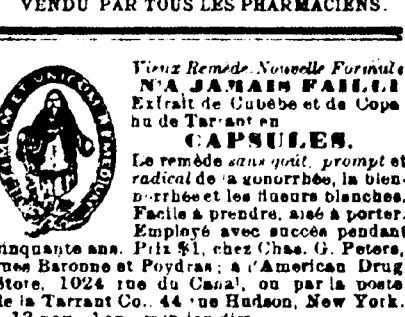 VENDU PAR TOUS LES PHARMACIENS.
Vieux Remède. Nouvelle Formule
N'A JAMAIS FAILLI
Extrait de Cubèbe et de Copa
hu de Tarrant en
CAPSULES.
Le remède sans goût, prompt et
radical de la gonorrhée, la blen-
norrhée et les flueurs blanches.
Facile à prendre, aisé à porter.
Employé avec succès pendant
cinquante ans. Prix $1, chez Chas. G. Peters,
Baronne et Poydras; à l'American Drug
Store, 1024 rue du Canal, ou par la poste
de la Tarrant Co., 44 rue Hudson, New York.